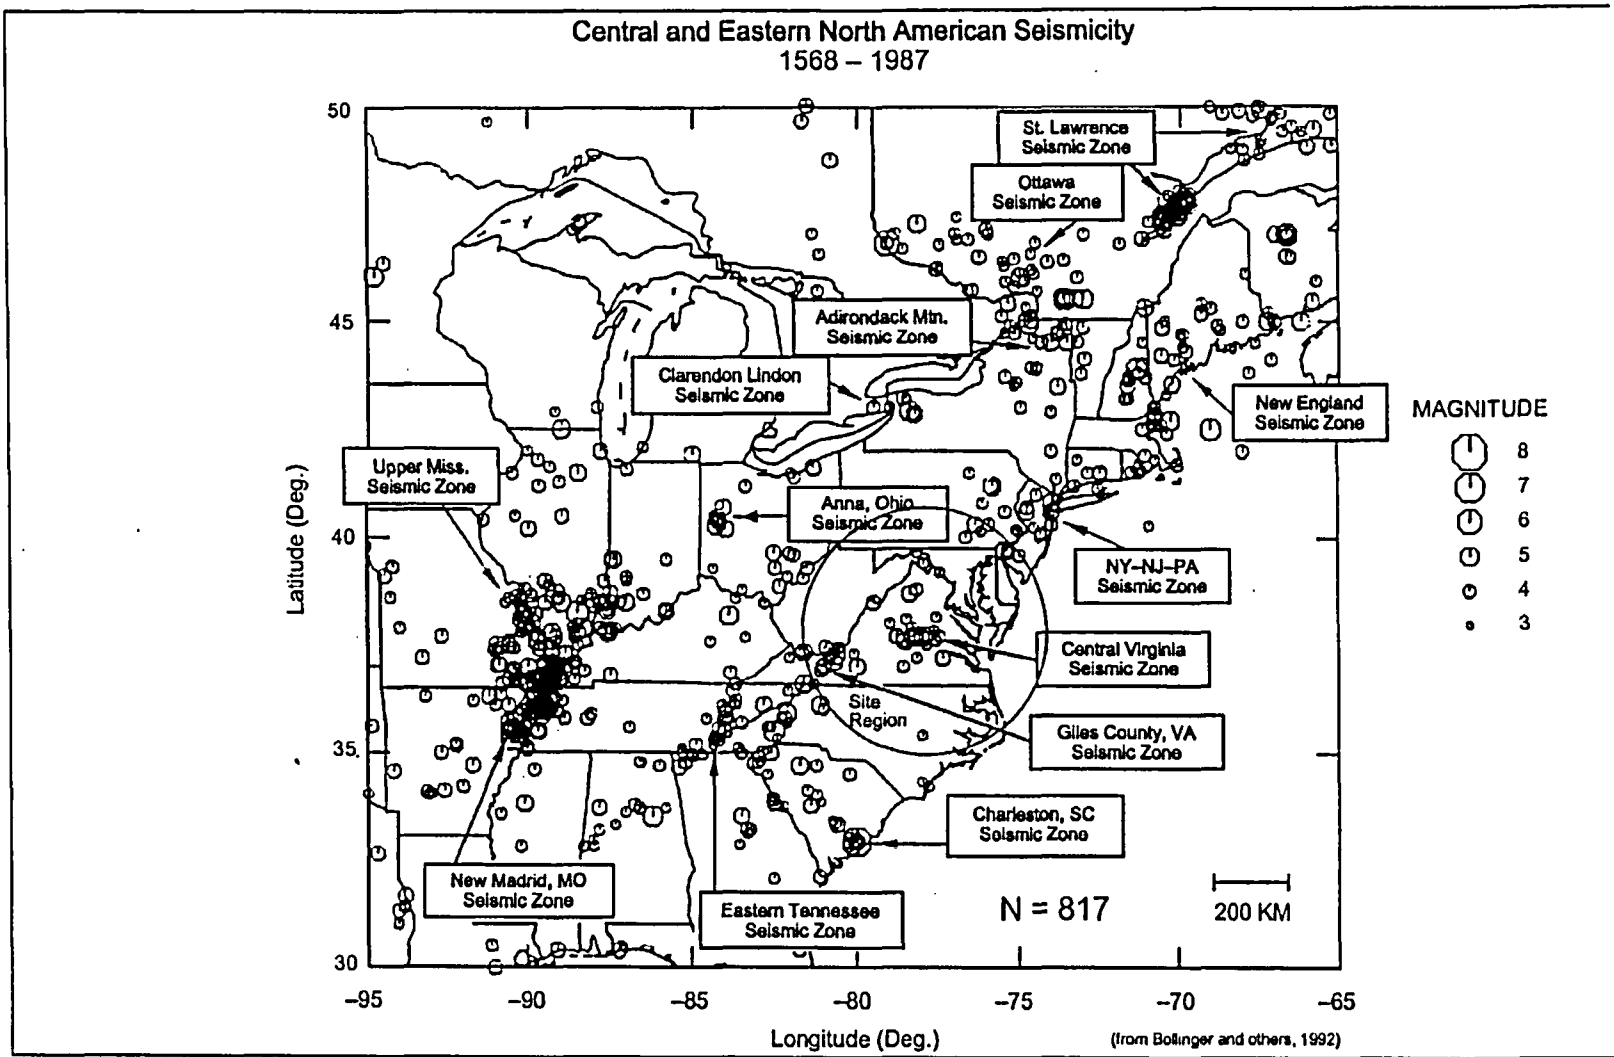 Central and Eastern North American Seismicity
1568 – 1987
50
45
40
35
30
Latitude (Deg.)
–95
–90
–85
–80
–75
–70
–65
Longitude (Deg.)
St. Lawrence
Seismic Zone
Ottawa
Seismic Zone
Adirondack Mtn.
Seismic Zone
Clarendon Lindon
Seismic Zone
New England
Seismic Zone
Upper Miss.
Seismic Zone
Anna, Ohio
Seismic Zone
NY–NJ–PA
Seismic Zone
Central Virginia
Seismic Zone
Site
Region
Giles County, VA
Seismic Zone
Charleston, SC
Seismic Zone
New Madrid, MO
Seismic Zone
Eastern Tennessee
Seismic Zone
N = 817
200 KM
MAGNITUDE
8
7
6
5
4
3
(from Bollinger and others, 1992)